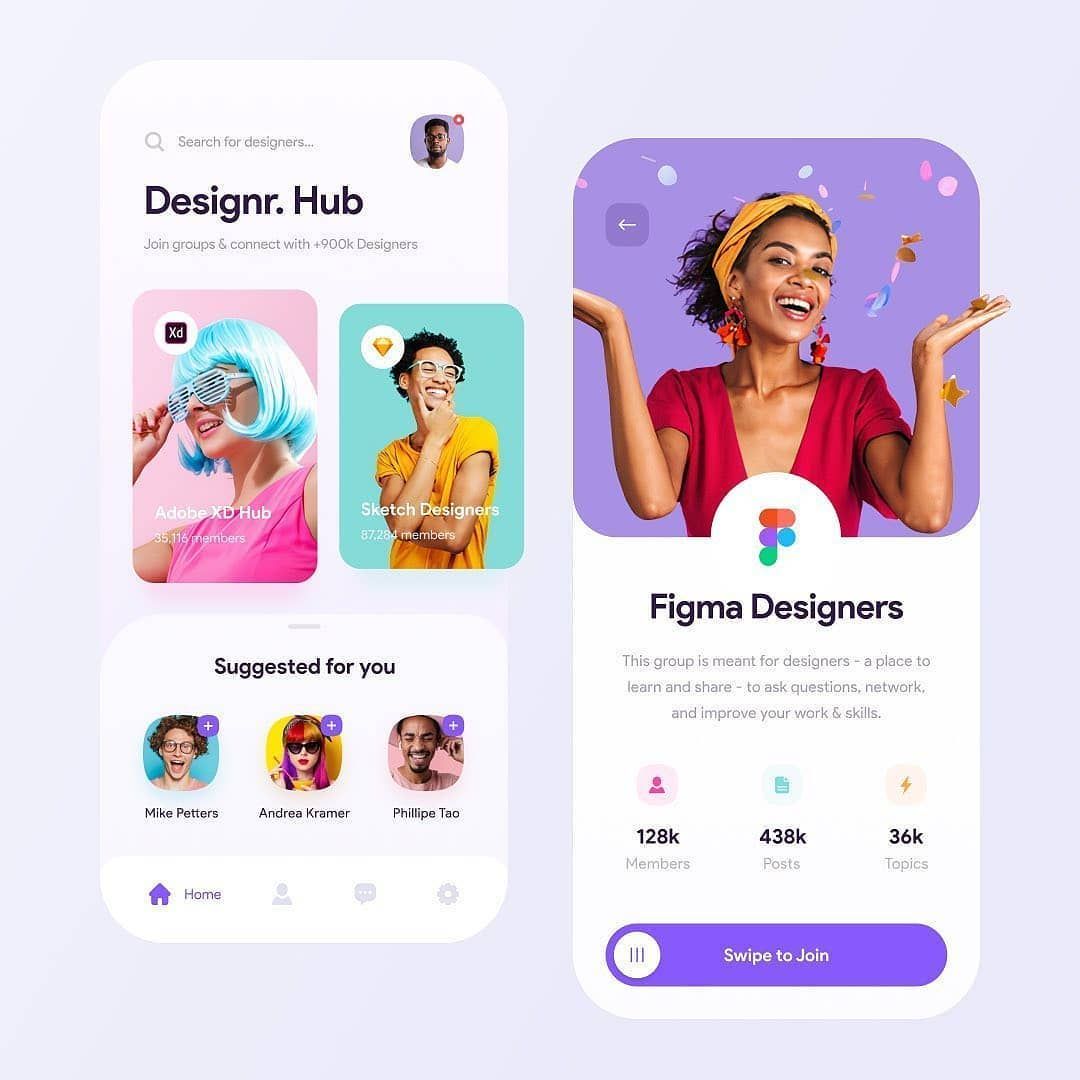 Search for designers...
Designr. Hub
Join groups & connect with +900k Designers
Xd
Adobe XD Hub
35,116 members
Sketch Designers
87,284 members
Suggested for you
Mike Petters
Andrea Kramer
Phillipe Tao
Home
Figma Designers
This group is meant for designers - a place to
learn and share - to ask questions, network,
and improve your work & skills.
128k
Members
438k
Posts
36k
Topics
Swipe to Join